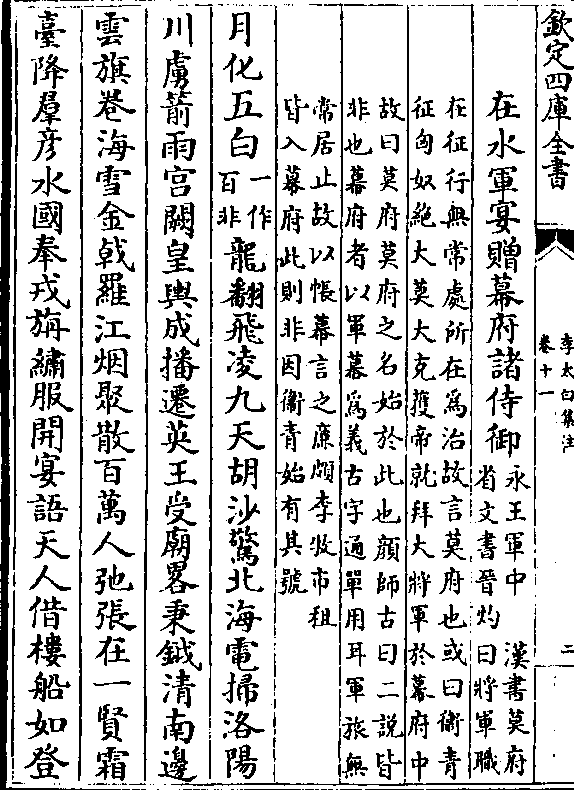 欽定四庫全書
李太白集注
卷十一
二
在水軍宴贈幕府諸侍御
永王軍中　漢書莫府
省文書晉灼曰將軍職
在征行無常處所在為治故言莫府也或曰衛青
征匈奴絶大莫大克獲帝就拜大將軍於幕府中
故曰莫府莫府之名始於此也顔師古曰二説皆
非也幕府者以軍幕為義古字通單用耳軍旅無
常居止故以帳幕言之廉頗李牧市租
皆入幕府此則非因衛青始有其號
月化五白一作百非龍翻飛凌九天胡沙驚北海電掃洛陽
川虜箭雨宫闕皇輿成播遷英王受廟畧秉鉞清南邊
雲旗卷海雪金戟羅江烟聚散百萬人弛張在一賢霜
臺降羣彦水國奉戎旃繡服開宴語天人借樓船如登